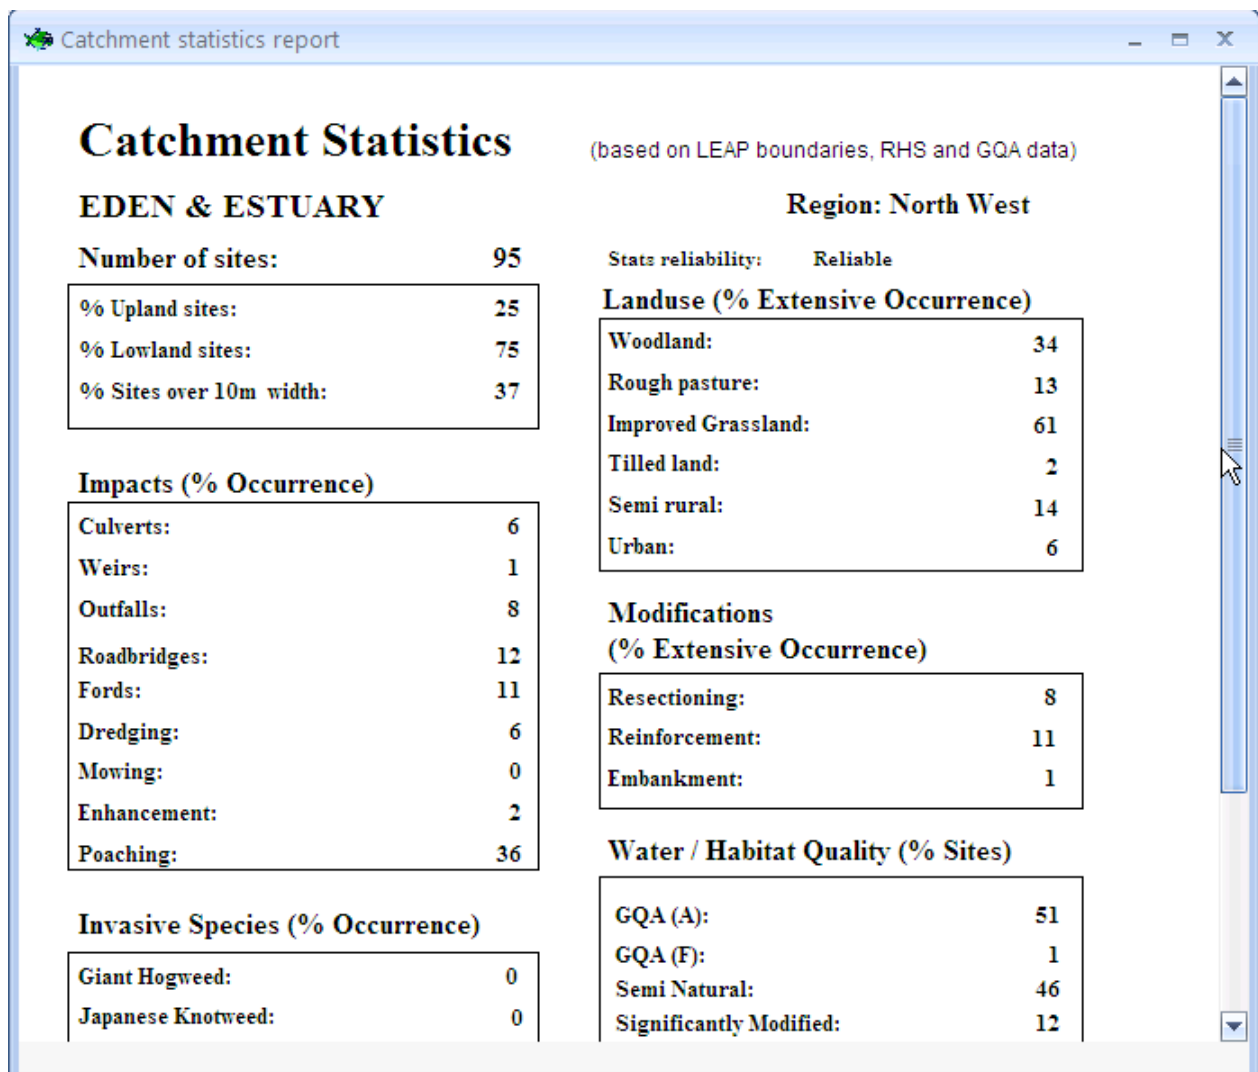 Catchment statistics report
Catchment Statistics (based on LEAP boundaries, RHS and GQA data)
EDEN & ESTUARY Region: North West
Number of sites: 95
% Upland sites: 25
% Lowland sites: 75
% Sites over 10m width: 37
Impacts (% Occurrence)
Culverts: 6
Weirs: 1
Outfalls: 8
Roadbridges: 12
Fords: 11
Dredging: 6
Mowing: 0
Enhancement: 2
Poaching: 36
Invasive Species (% Occurrence)
Giant Hogweed: 0
Japanese Knotweed: 0
Stats reliability: Reliable
Landuse (% Extensive Occurrence)
Woodland: 34
Rough pasture: 13
Improved Grassland: 61
Tilled land: 2
Semi rural: 14
Urban: 6
Modifications
(% Extensive Occurrence)
Resectioning: 8
Reinforcement: 11
Embankment: 1
Water / Habitat Quality (% Sites)
GQA (A): 51
GQA (F): 1
Semi Natural: 46
Significantly Modified: 12